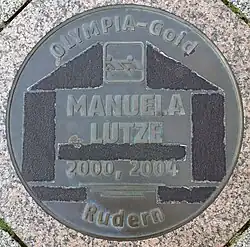 OLYMPIA-Gold
MANUELA
LUTZE
2000, 2004
Rudern